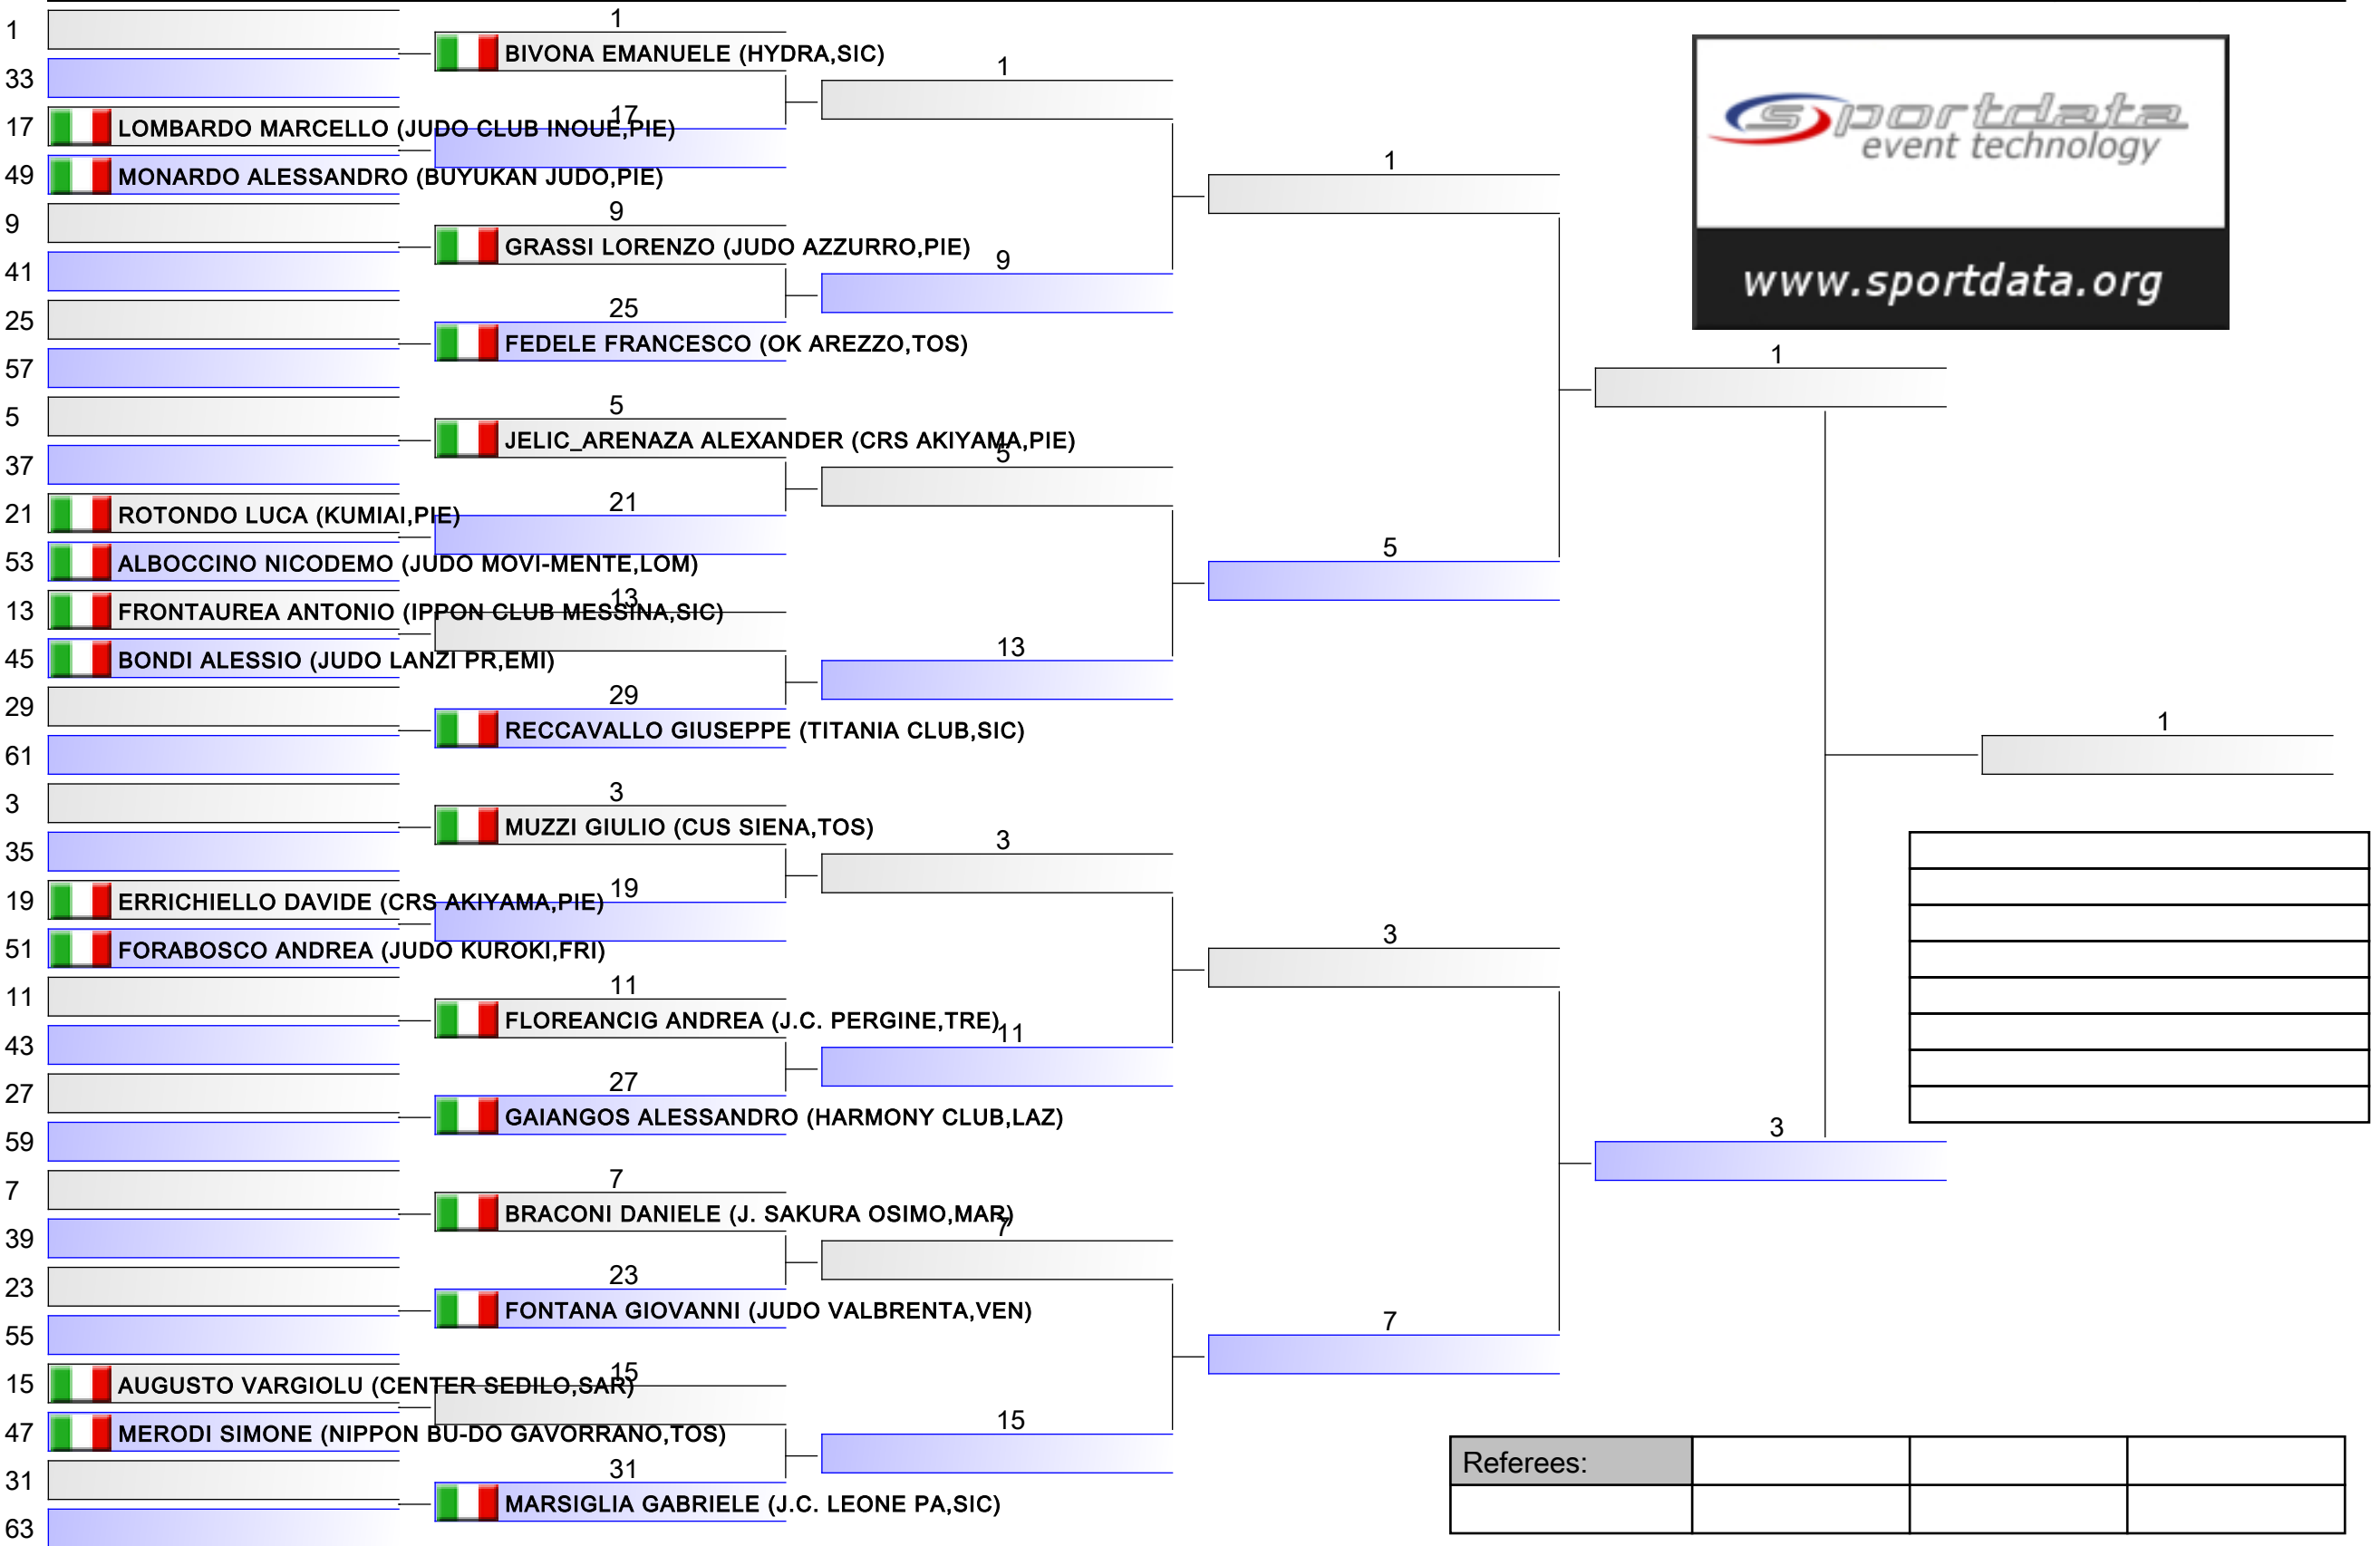 1
33
17 LOMBARDO MARCELLO (JUDO CLUB INOUE,PIE)
49 MONARDO ALESSANDRO (BUYUKAN JUDO,PIE)
9
41
25
57
5
37
21 ROTONDO LUCA (KUMIAI,PIE)
53 ALBOCCINO NICODEMO (JUDO MOVI-MENTE,LOM)
13 FRONTAUREA ANTONIO (IPPON CLUB MESSINA,SIC)
45 BONDI ALESSIO (JUDO LANZI PR,EMI)
29
61
3
35
19 ERRICHIELLO DAVIDE (CRS AKIYAMA,PIE)
51 FORABOSCO ANDREA (JUDO KUROKI,FRI)
11
43
27
59
7
39
23
55
15 AUGUSTO VARGIOLU (CENTER SEDILO,SAR)
47 MERODI SIMONE (NIPPON BU-DO GAVORRANO,TOS)
31
63
1
BIVONA EMANUELE (HYDRA,SIC)
17
9
GRASSI LORENZO (JUDO AZZURRO,PIE)
25
FEDELE FRANCESCO (OK AREZZO,TOS)
5
JELIC_ARENAZA ALEXANDER (CRS AKIYAMA,PIE)
21
13
29
RECCAVALLO GIUSEPPE (TITANIA CLUB,SIC)
3
MUZZI GIULIO (CUS SIENA,TOS)
19
11
FLOREANCIG ANDREA (J.C. PERGINE,TRE)
27
GAIANGOS ALESSANDRO (HARMONY CLUB,LAZ)
7
BRACONI DANIELE (J. SAKURA OSIMO,MAR)
23
FONTANA GIOVANNI (JUDO VALBRENTA,VEN)
15
31
MARSIGLIA GABRIELE (J.C. LEONE PA,SIC)
1
9
5
13
3
11
7
15
1
5
3
7
1
3
1
sportdata
event technology
www.sportdata.org
Referees: